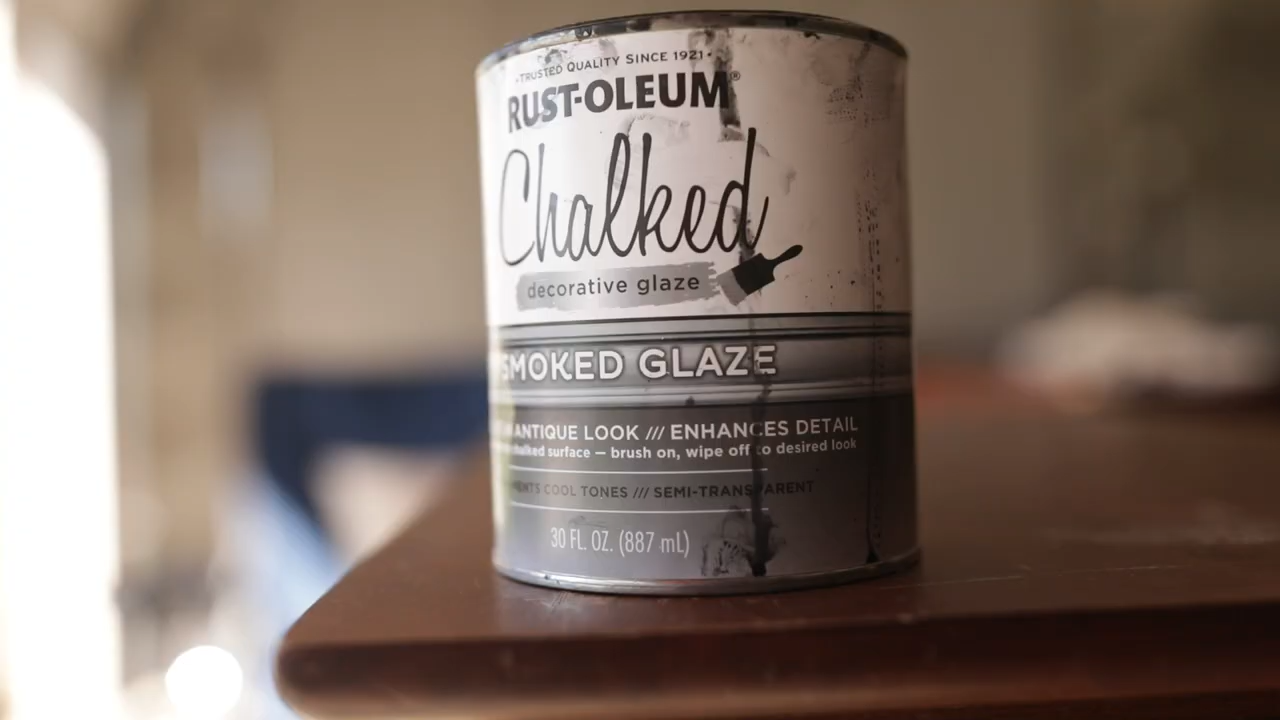 •TRUSTED QUALITY SINCE 1921•
RUST-OLEUM®
Chalked
decorative glaze
SMOKED GLAZE
ANTIQUE LOOK /// ENHANCES DETAIL
chalked surface – brush on, wipe off to desired look
COOL TONES /// SEMI-TRANSPARENT
30 FL. OZ. (887 mL)